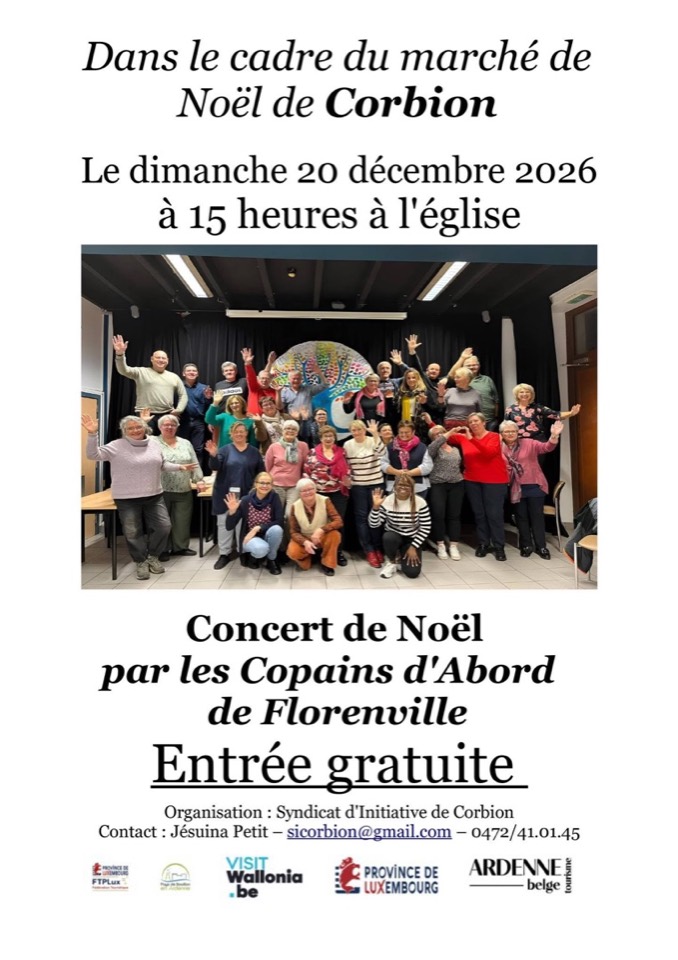 Dans le cadre du marché de
Noël de Corbion
Le dimanche 20 décembre 2026
à 15 heures à l'église
Concert de Noël
par les Copains d'Abord
de Florenville
Entrée gratuite
Organisation : Syndicat d'Initiative de Corbion
Contact : Jésuina Petit – sicorbion@gmail.com – 0472/41.01.45
PROVINCE DE
LUXEMBOURG
FTPLux
VISIT
Wallonia
.be
PROVINCE DE
LUXEMBOURG
ARDENNE
belge
tourisme